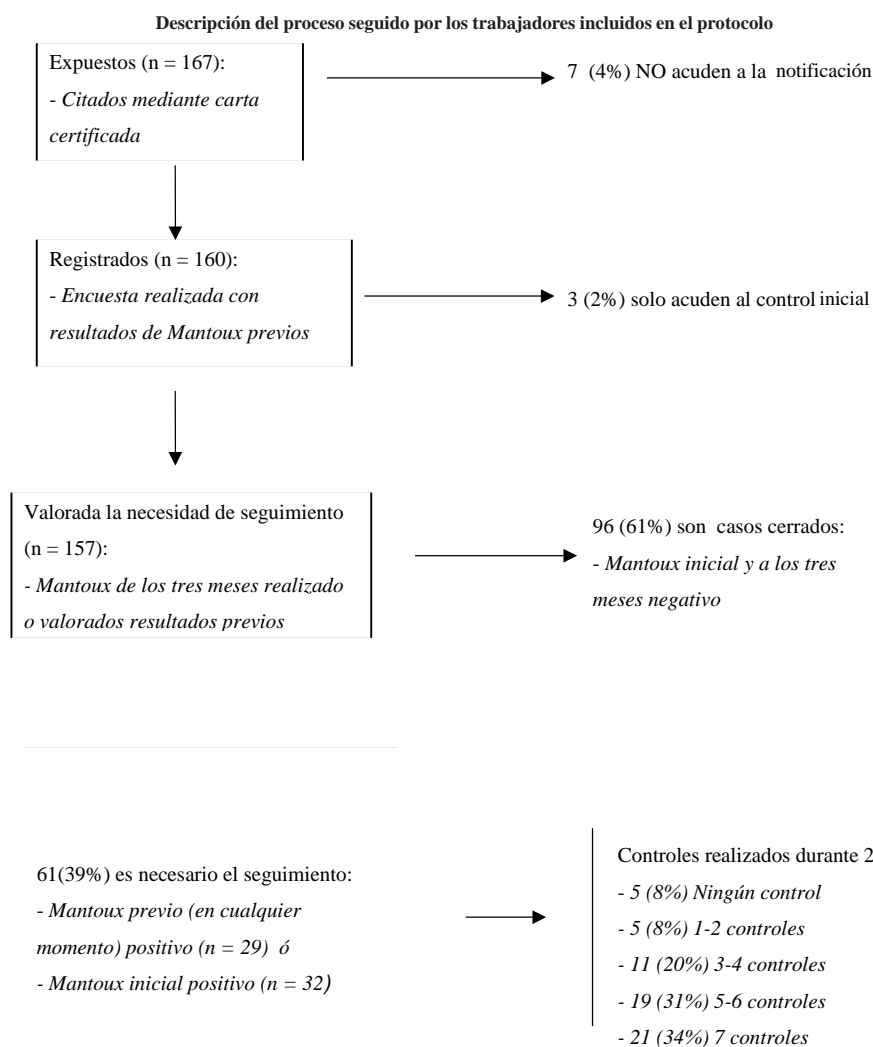 Descripción del proceso seguido por los trabajadores incluidos en el protocolo
Expuestos (n = 167):
- Citados mediante carta
certificada
7 (4%) NO acuden a la notificación
Registrados (n = 160):
- Encuesta realizada con
resultados de Mantoux previos
3 (2%) solo acuden al control inicial
Valorada la necesidad de seguimiento
(n = 157):
- Mantoux de los tres meses realizado
o valorados resultados previos
96 (61%) son casos cerrados:
- Mantoux inicial y a los tres
meses negativo
61(39%) es necesario el seguimiento:
- Mantoux previo (en cualquier
momento) positivo (n = 29) ó
- Mantoux inicial positivo (n = 32)
Controles realizados durante 2
- 5 (8%) Ningún control
- 5 (8%) 1-2 controles
- 11 (20%) 3-4 controles
- 19 (31%) 5-6 controles
- 21 (34%) 7 controles